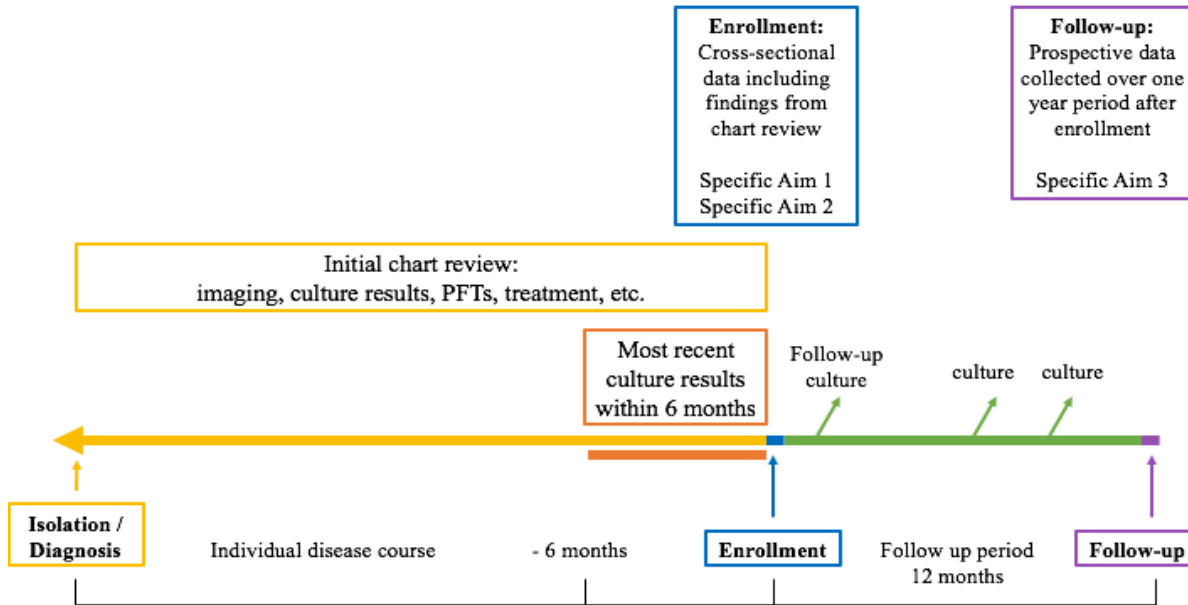 Enrollment:
Cross-sectional
data including
findings from
chart review
Specific Aim 1
Specific Aim 2
Follow-up:
Prospective data
collected over one
year period after
enrollment
Specific Aim 3
Initial chart review:
imaging, culture results, PFTs, treatment, etc.
Most recent
culture results
within 6 months
Follow-up
culture
culture
culture
Isolation /
Diagnosis
Individual disease course
- 6 months
Enrollment
Follow up period
12 months
Follow-up